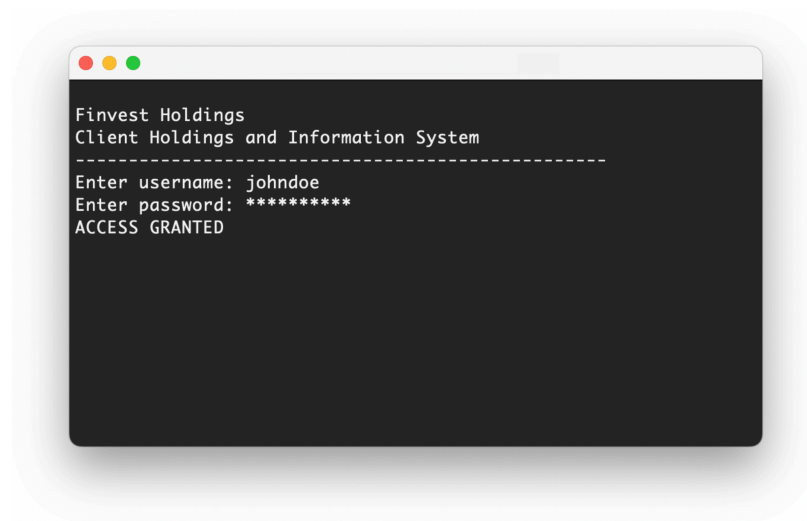 Finvest Holdings
Client Holdings and Information System
--------------------------------------------------
Enter username: johndoe
Enter password: **********
ACCESS GRANTED